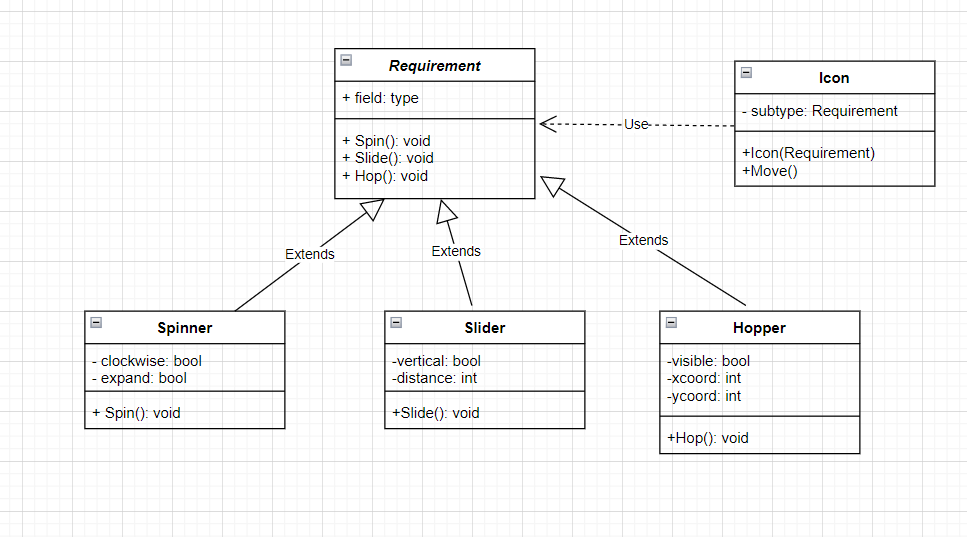 Requirement
+ field: type
+ Spin(): void
+ Slide(): void
+ Hop(): void
Icon
- subtype: Requirement
+Icon(Requirement)
+Move()
Use
Extends
Extends
Extends
Spinner
- clockwise: bool
- expand: bool
+ Spin(): void
Slider
-vertical: bool
-distance: int
+Slide(): void
Hopper
-visible: bool
-xcoord: int
-ycoord: int
+Hop(): void